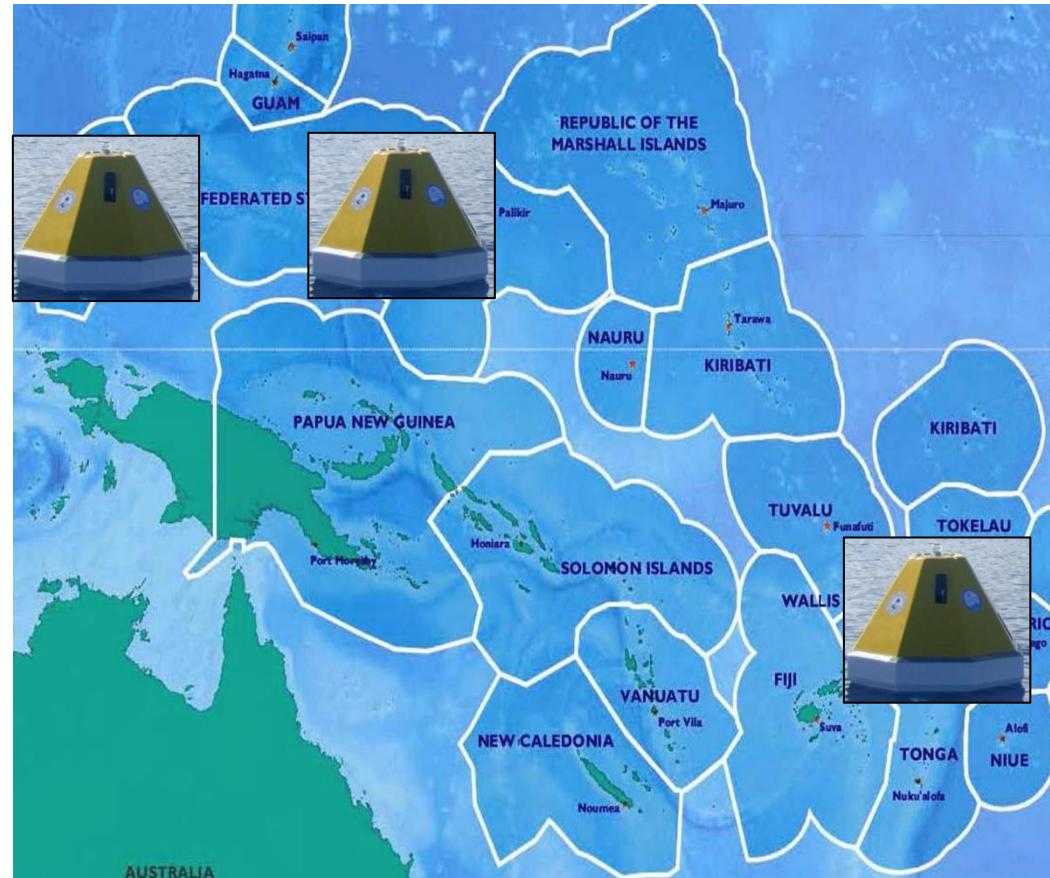 Saipan
Hagatna
GUAM
REPUBLIC OF THE
MARSHALL ISLANDS
FEDERATED
Palikir
Majuro
Tarawa
NAURU
Nauru
KIRIBATI
PAPUA NEW GUINEA
KIRIBATI
TUVALU
Funafuti
TOKELAU
Honiara
Port Moresby
SOLOMON ISLANDS
WALLIS
FIJI
VANUATU
Port Vila
Suva
NEW CALEDONIA
Alofi
TONGA
NIUE
Nuku'alofa
Noumea
AUSTRALIA